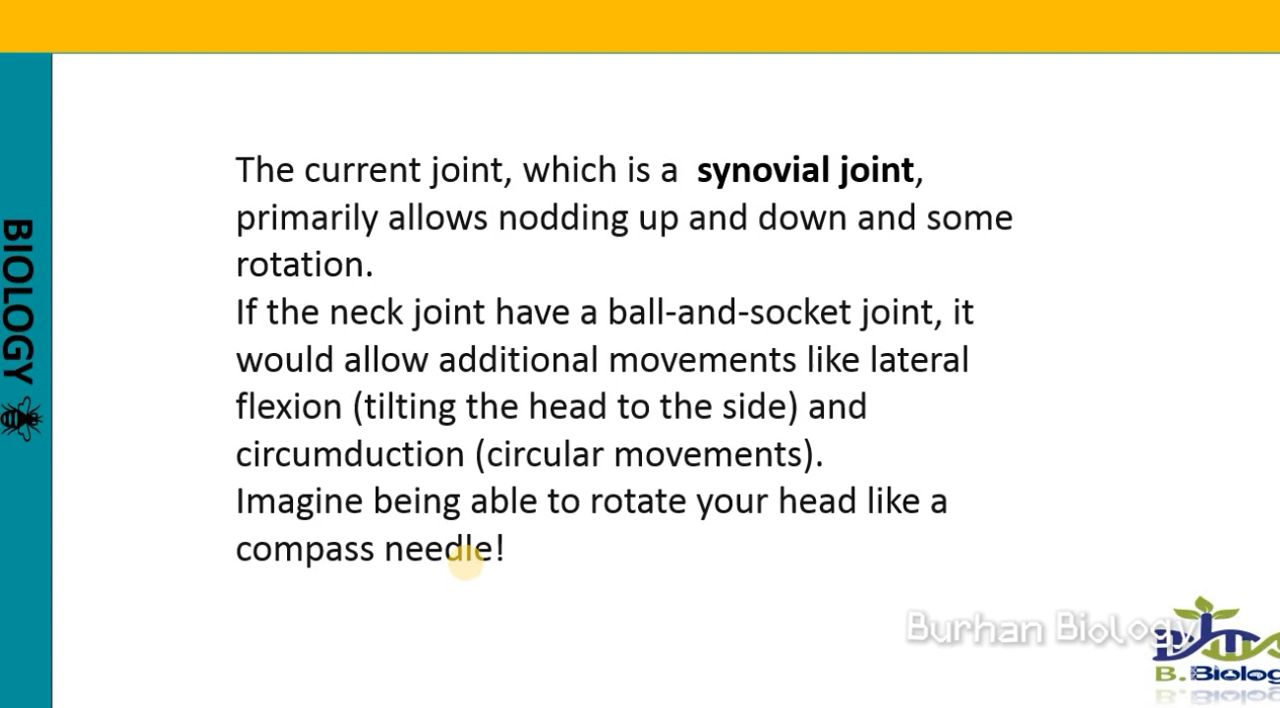 BIOLOGY
The current joint, which is a synovial joint,
primarily allows nodding up and down and some
rotation.
If the neck joint have a ball-and-socket joint, it
would allow additional movements like lateral
flexion (tilting the head to the side) and
circumduction (circular movements).
Imagine being able to rotate your head like a
compass needle!
Burhan Biology
B. Biolog